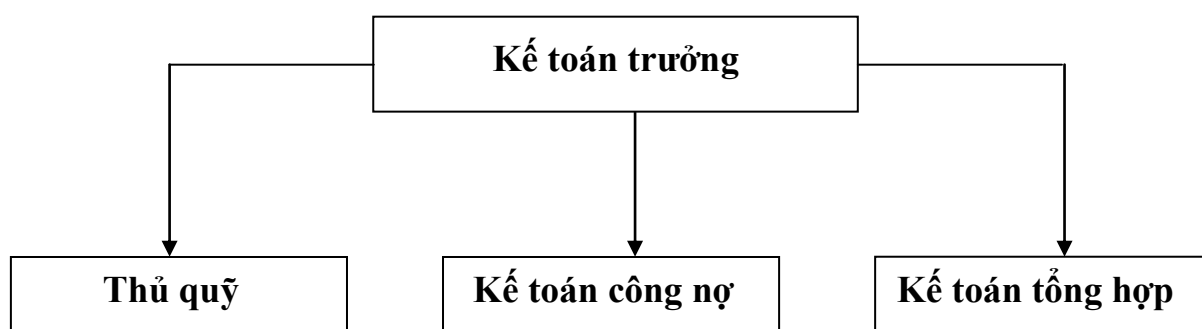 Kế toán trưởng
Thủ quỹ
Kế toán công nợ
Kế toán tổng hợp